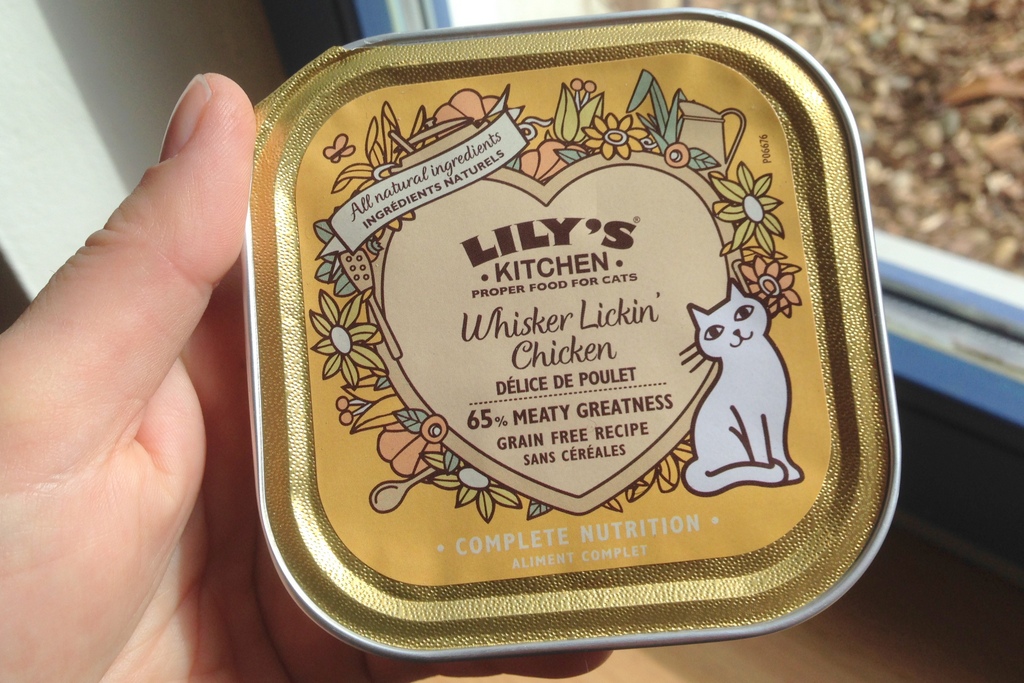 All natural ingredients
INGRÉDIENTS NATURELS
P06676
LILY'S®
• KITCHEN •
PROPER FOOD FOR CATS
Whisker Lickin'
Chicken
DÉLICE DE POULET
65% MEATY GREATNESS
GRAIN FREE RECIPE
SANS CÉRÉALES
• COMPLETE NUTRITION •
ALIMENT COMPLET